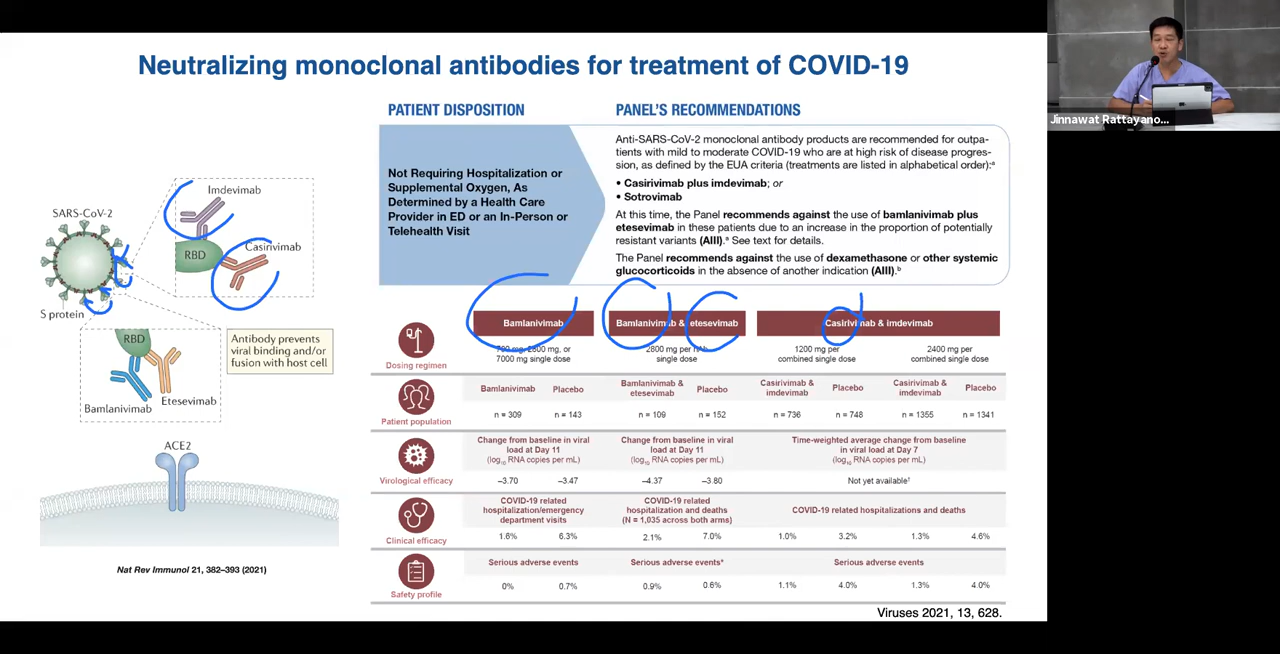 Neutralizing monoclonal antibodies for treatment of COVID-19
Jinnawat Rattayano...
PATIENT DISPOSITION
PANEL'S RECOMMENDATIONS
Not Requiring Hospitalization or
Supplemental Oxygen, As
Determined by a Health Care
Provider in ED or an In-Person or
Telehealth Visit
Anti-SARS-CoV-2 monoclonal antibody products are recommended for outpa-
tients with mild to moderate COVID-19 who are at high risk of disease progres-
sion, as defined by the EUA criteria (treatments are listed in alphabetical order):ᵃ
• Casirivimab plus imdevimab; or
• Sotrovimab
At this time, the Panel recommends against the use of bamlanivimab plus
etesevimab in these patients due to an increase in the proportion of potentially
resistant variants (AIII).ᵃ See text for details.
The Panel recommends against the use of dexamethasone or other systemic
glucocorticoids in the absence of another indication (AIII).ᵇ
Imdevimab
SARS-CoV-2
Casirivimab
RBD
S protein
RBD
Antibody prevents
viral binding and/or
fusion with host cell
Etesevimab
Bamlanivimab
ACE2
Nat Rev Immunol 21, 382–393 (2021)
Bamlanivimab
Bamlanivimab & etesevimab
Casirivimab & imdevimab
Dosing regimen
700 mg, 2800 mg, or
7000 mg single dose
2800 mg per
single dose
1200 mg per
combined single dose
2400 mg per
combined single dose
Patient population
Bamlanivimab
Placebo
Bamlanivimab &
etesevimab
Placebo
Casirivimab &
imdevimab
Placebo
Casirivimab &
imdevimab
Placebo
n = 309
n = 143
n = 109
n = 152
n = 736
n = 748
n = 1355
n = 1341
Virological efficacy
Change from baseline in viral
load at Day 11
(log₁₀ RNA copies per mL)
Change from baseline in viral
load at Day 11
(log₁₀ RNA copies per mL)
Time-weighted average change from baseline
in viral load at Day 7
(log₁₀ RNA copies per mL)
–3.70
–3.47
–4.37
–3.80
Not yet available†
Clinical efficacy
COVID-19 related
hospitalization/emergency
department visits
COVID-19 related
hospitalization and deaths
(N = 1,035 across both arms)
COVID-19 related hospitalizations and deaths
1.6%
6.3%
2.1%
7.0%
1.0%
3.2%
1.3%
4.6%
Safety profile
Serious adverse events
Serious adverse events*
Serious adverse events
0%
0.7%
0.9%
0.6%
1.1%
4.0%
1.3%
4.0%
Viruses 2021, 13, 628.